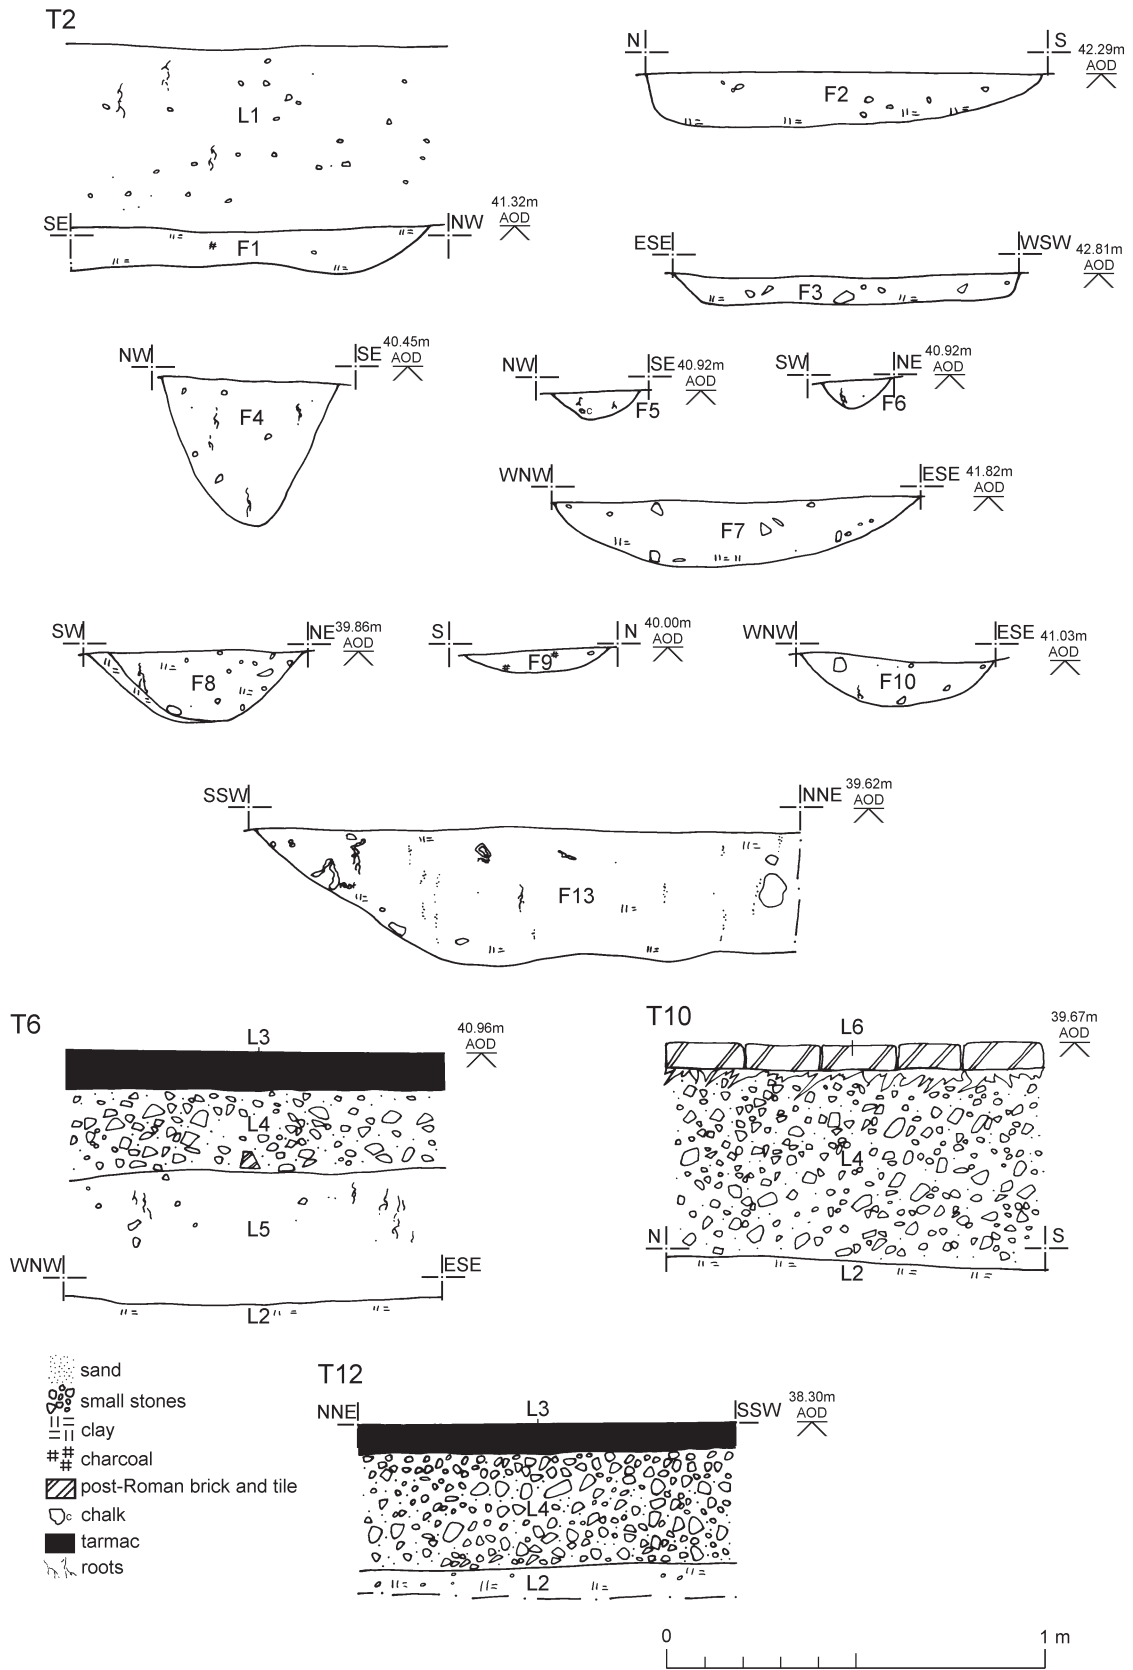 T2
L1
SE
NW
41.32m
AOD
F1
N
S
42.29m
AOD
F2
ESE
WSW
42.81m
AOD
F3
NW
SE
40.45m
AOD
F4
NW
SE
40.92m
AOD
c
F5
SW
NE
40.92m
AOD
F6
WNW
ESE
41.82m
AOD
F7
SW
NE
39.86m
AOD
F8
S
N
40.00m
AOD
F9
WNW
ESE
41.03m
AOD
F10
SSW
NNE
39.62m
AOD
F13
T6
L3
40.96m
AOD
L4
L5
WNW
ESE
L2
T10
L6
39.67m
AOD
L4
N
S
L2
sand
small stones
clay
charcoal
post-Roman brick and tile
c chalk
tarmac
roots
T12
NNE
L3
SSW
38.30m
AOD
L4
L2
0 1 m